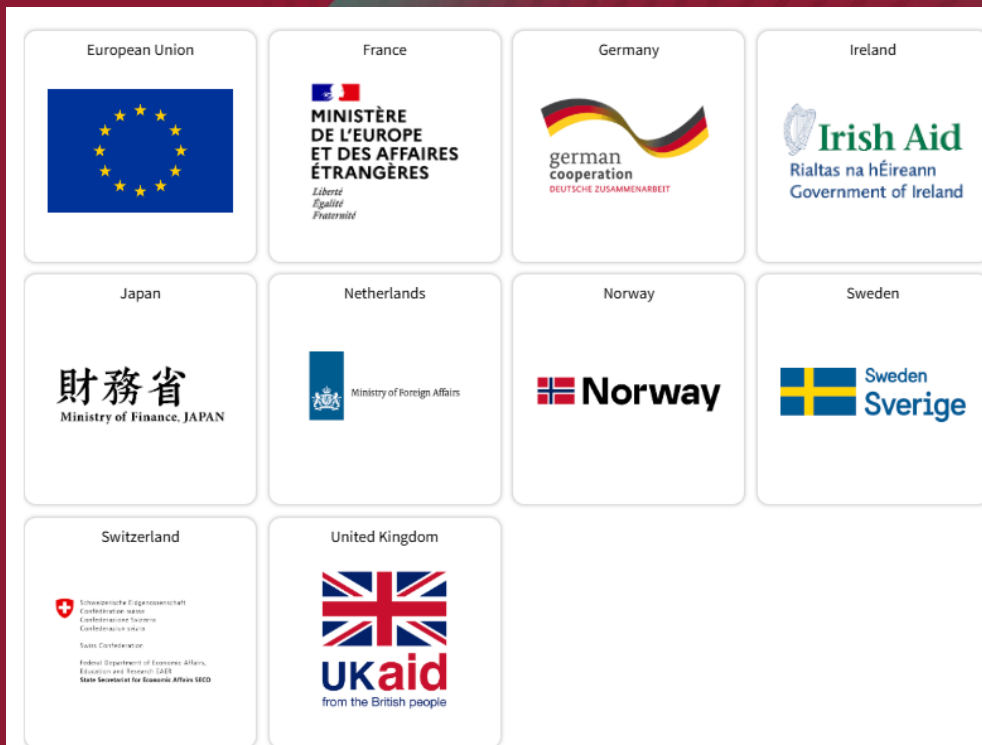 European Union
France
MINISTÈRE
DE L'EUROPE
ET DES AFFAIRES
ÉTRANGÈRES
Liberté
Égalité
Fraternité
Germany
german
cooperation
DEUTSCHE ZUSAMMENARBEIT
Ireland
Irish Aid
Rialtas na hÉireann
Government of Ireland
Japan
財務省
Ministry of Finance, JAPAN
Netherlands
Ministry of Foreign Affairs
Norway
Norway
Sweden
Sweden
Sverige
Switzerland
Schweizerische Eidgenossenschaft
Confédération suisse
Confederazione Svizzera
Confederaziun svizra
Swiss Confederation
Federal Department of Economic Affairs,
Education and Research EAER
State Secretariat for Economic Affairs SECO
United Kingdom
UKaid
from the British people